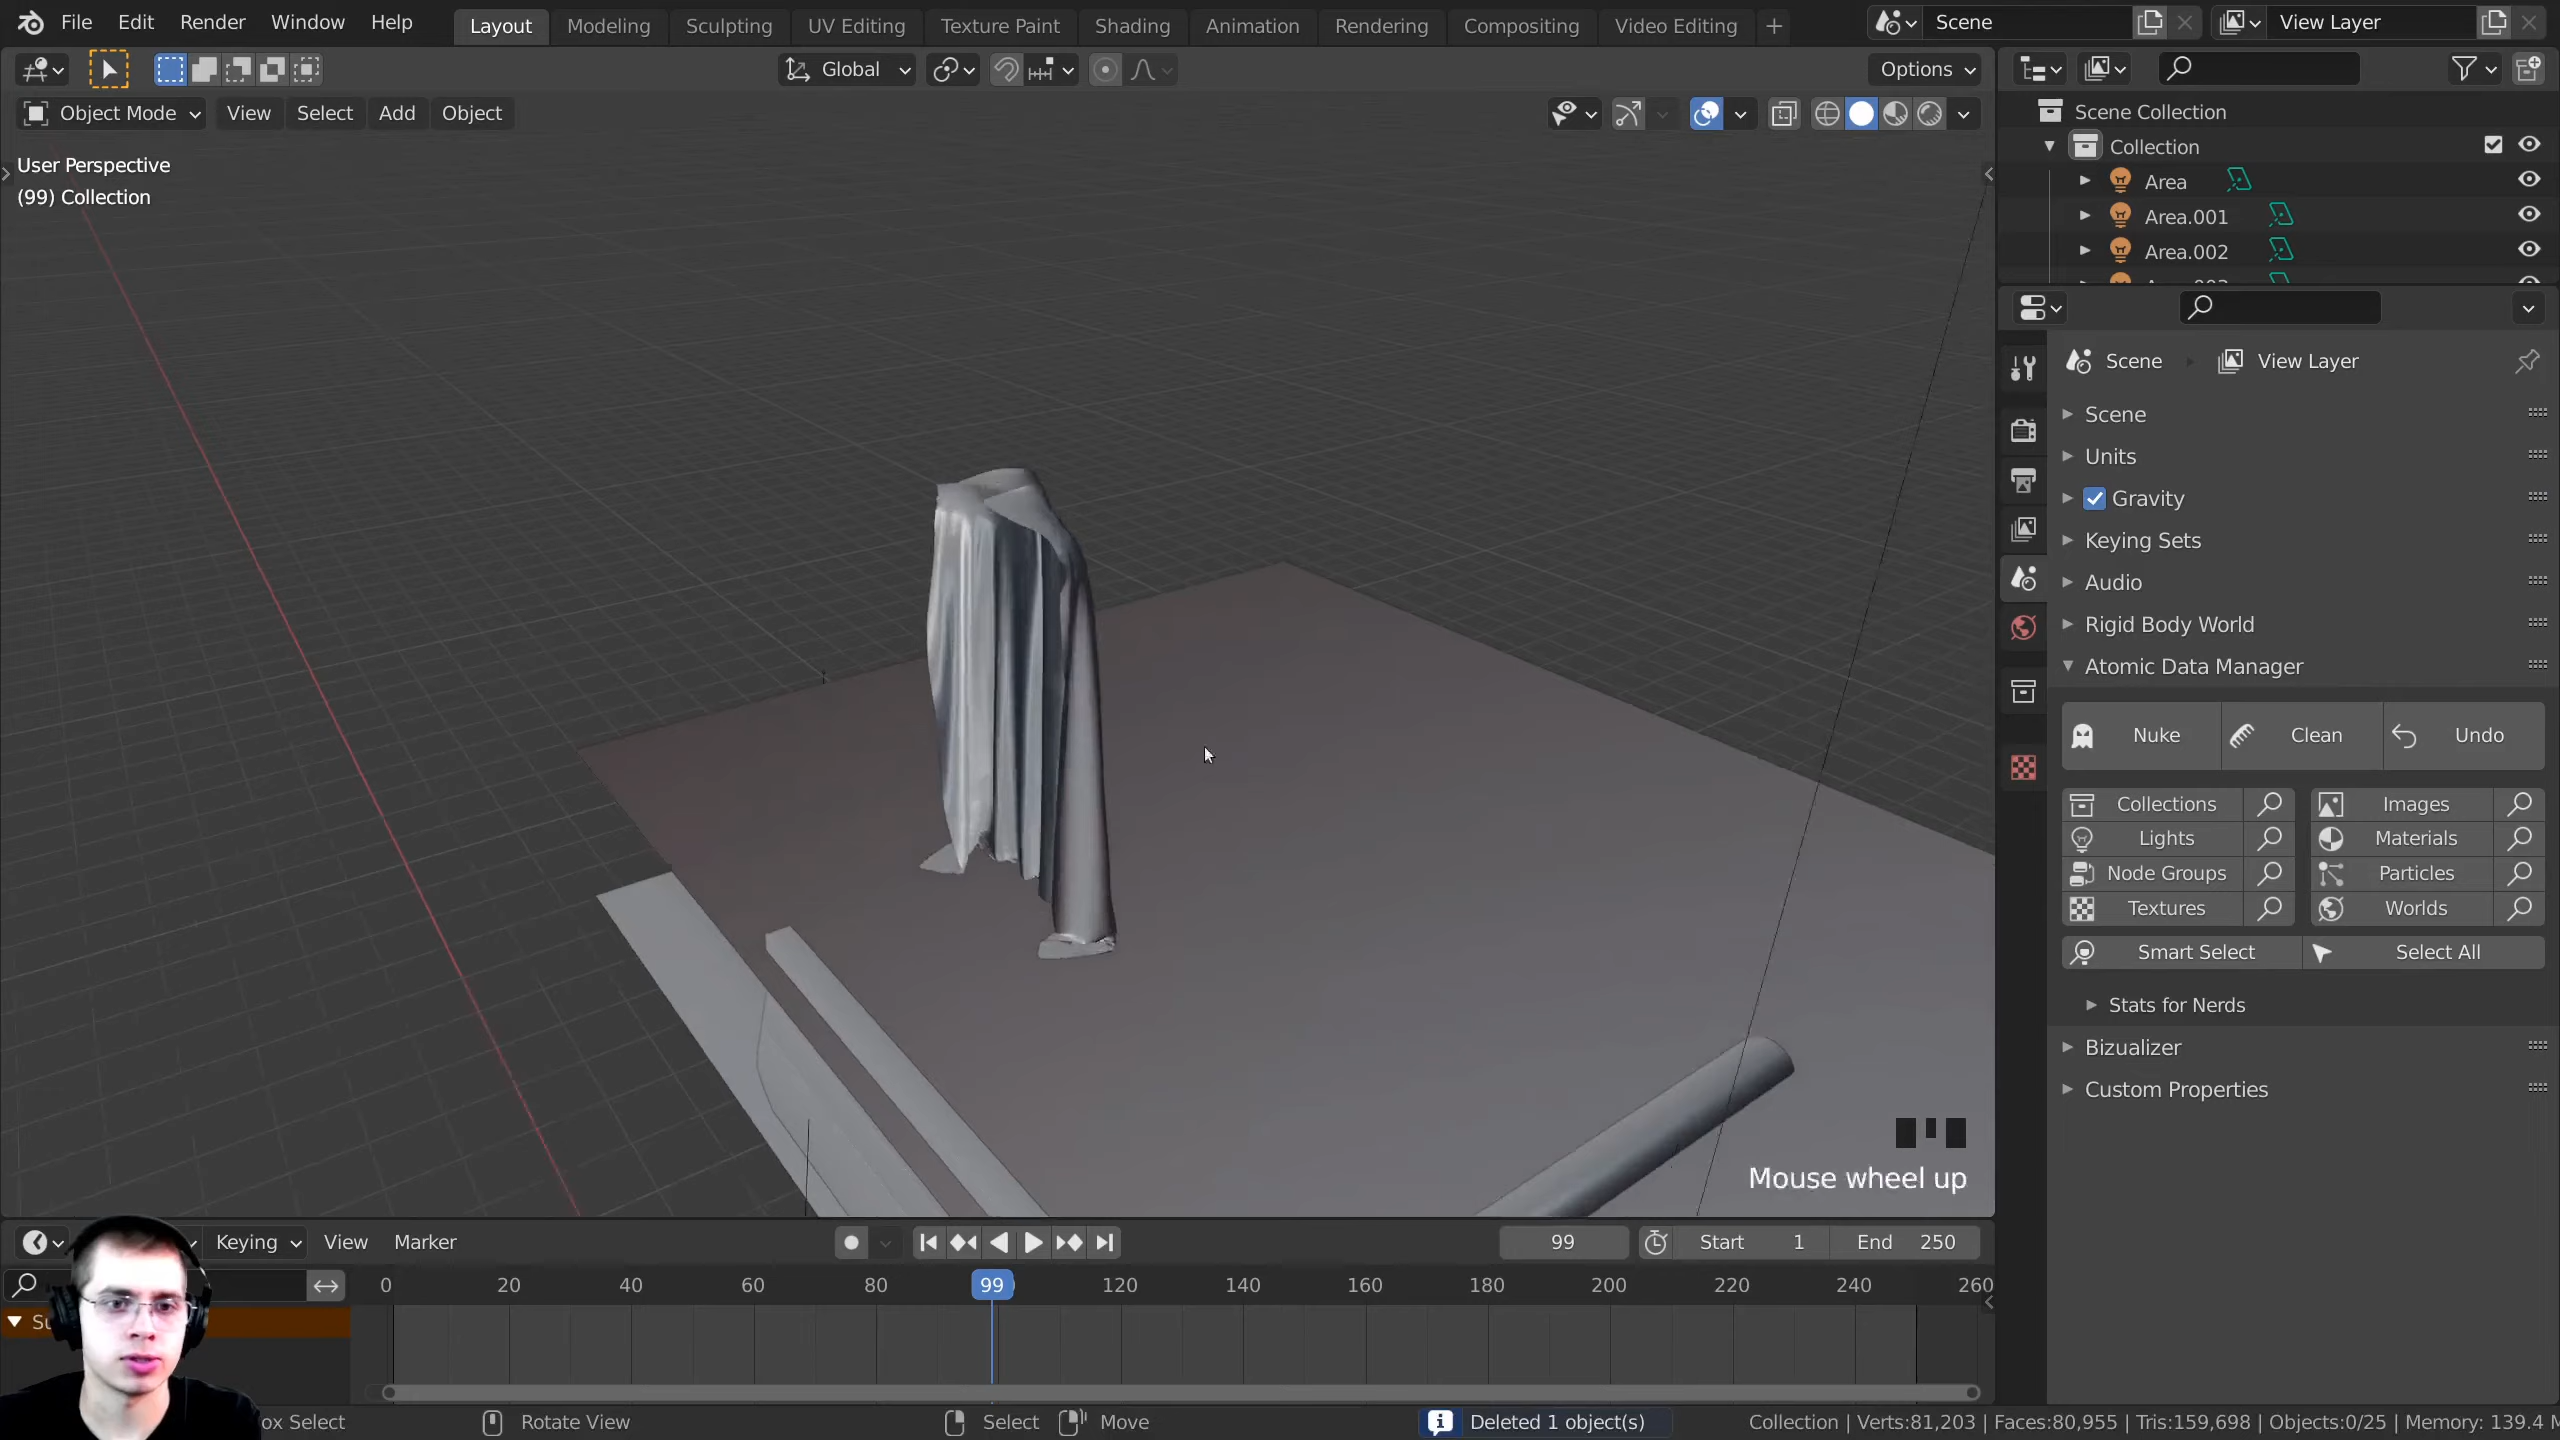 File Edit Render Window Help Layout Modeling Sculpting UV Editing Texture Paint Shading Animation Rendering Compositing Video Editing + Scene View Layer
Global Options
Object Mode View Select Add Object
User Perspective
(99) Collection
Scene Collection
Collection
Area
Area.001
Area.002
Scene View Layer
Scene
Units
Gravity
Keying Sets
Audio
Rigid Body World
Atomic Data Manager
Nuke Clean Undo
Collections Images
Lights Materials
Node Groups Particles
Textures Worlds
Smart Select Select All
Stats for Nerds
Bizualizer
Custom Properties
Mouse wheel up
Keying View Marker 99 Start 1 End 250
0 20 40 60 80 99 120 140 160 180 200 220 240 260
Su
ox Select Rotate View Select Move Deleted 1 object(s) Collection | Verts:81,203 | Faces:80,955 | Tris:159,698 | Objects:0/25 | Memory: 139.4 M